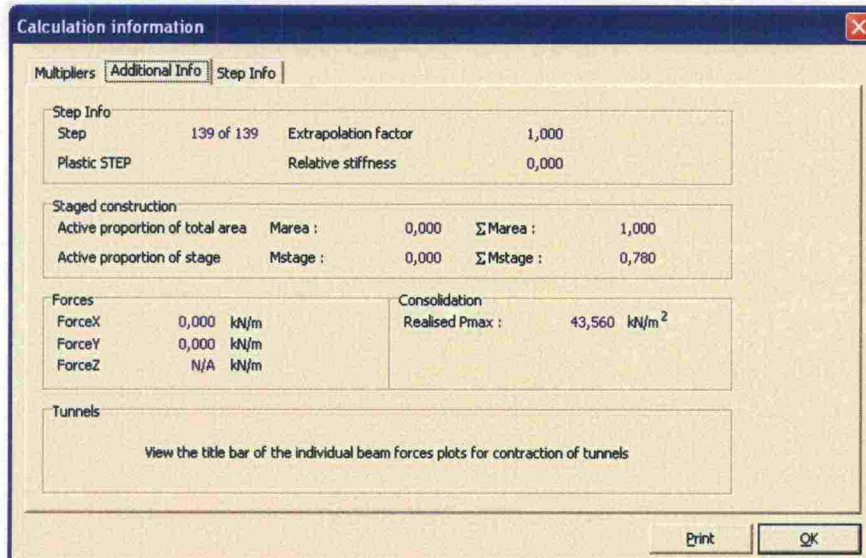 Calculation information
Multipliers Additional Info Step Info
Step Info
Step 139 of 139 Extrapolation factor 1,000
Plastic STEP Relative stiffness 0,000
Staged construction
Active proportion of total area Marea : 0,000 ΣMarea : 1,000
Active proportion of stage Mstage : 0,000 ΣMstage : 0,780
Forces Consolidation
ForceX 0,000 kN/m Realised Pmax : 43,560 kN/m²
ForceY 0,000 kN/m
ForceZ N/A kN/m
Tunnels
View the title bar of the individual beam forces plots for contraction of tunnels
Print OK